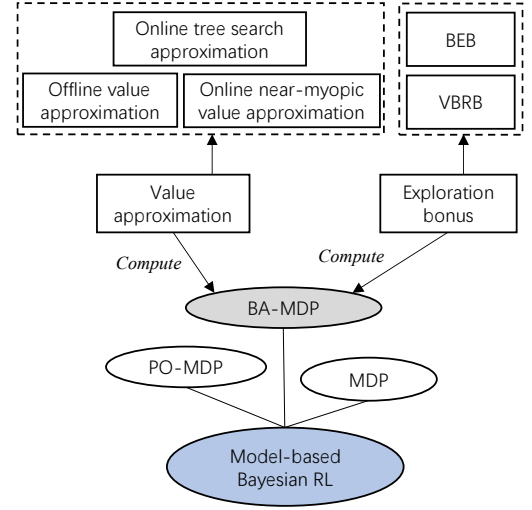 Online tree search
approximation
Offline value
approximation
Online near-myopic
value approximation
BEB
VBRB
Value
approximation
Exploration
bonus
Compute
Compute
BA-MDP
PO-MDP
MDP
Model-based
Bayesian RL